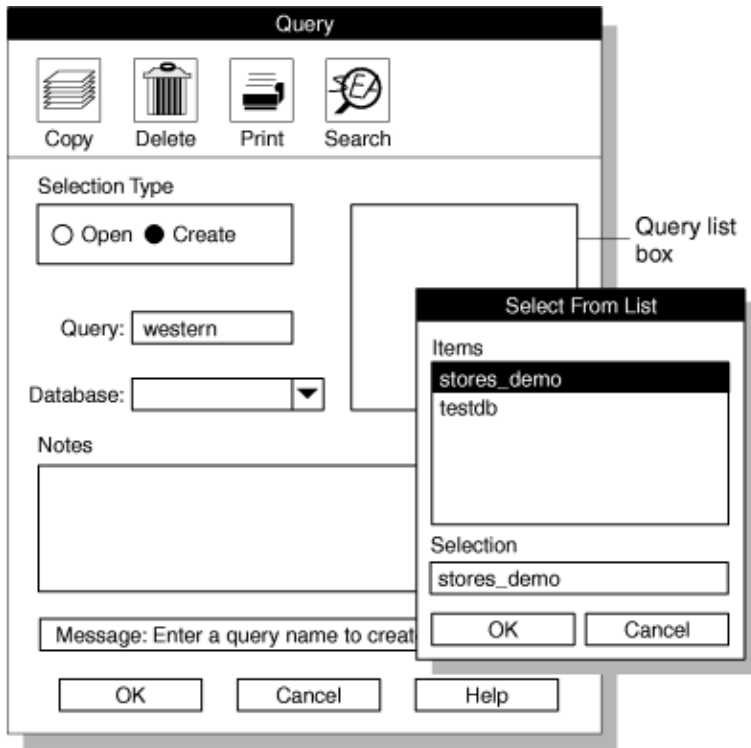 Query
Copy Delete Print Search
Selection Type
Open Create
Query list
box
Query: western
Database:
Notes
Message: Enter a query name to creat
OK Cancel Help
Select From List
Items
stores_demo
testdb
Selection
stores_demo
OK Cancel